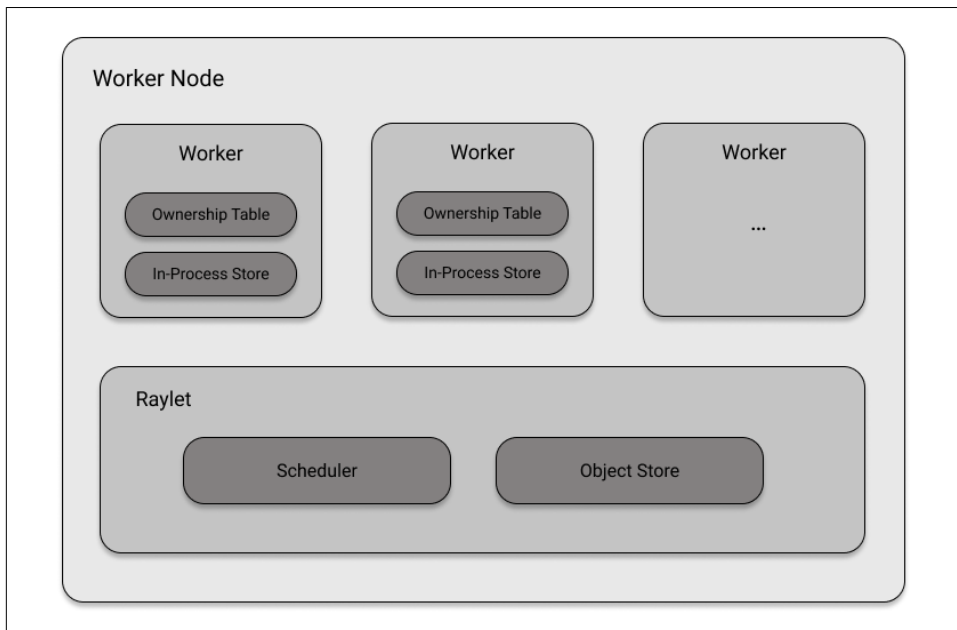 Worker Node
Worker
Ownership Table
In-Process Store
Worker
Ownership Table
In-Process Store
Worker
...
Raylet
Scheduler
Object Store